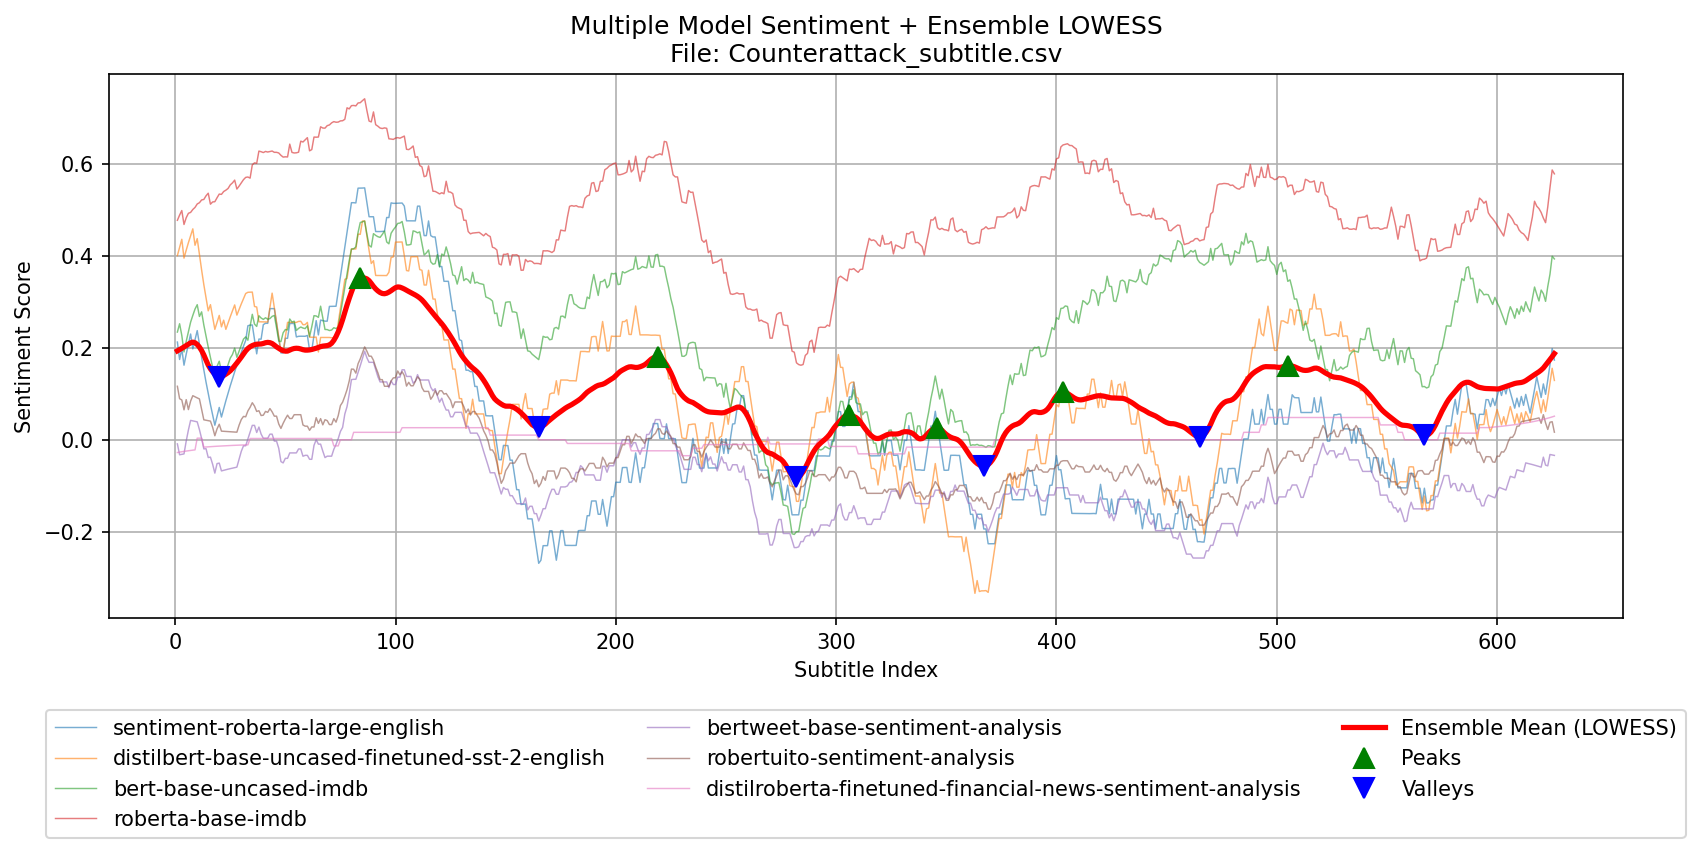 Multiple Model Sentiment + Ensemble LOWESS
File: Counterattack_subtitle.csv
Sentiment Score
0.6
0.4
0.2
0.0
−0.2
0
100
200
300
400
500
600
Subtitle Index
sentiment-roberta-large-english
distilbert-base-uncased-finetuned-sst-2-english
bert-base-uncased-imdb
roberta-base-imdb
bertweet-base-sentiment-analysis
robertuito-sentiment-analysis
distilroberta-finetuned-financial-news-sentiment-analysis
Ensemble Mean (LOWESS)
Peaks
Valleys